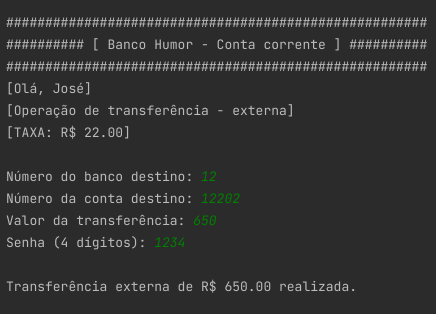 ######################################################
########## [ Banco Humor - Conta corrente ] ##########
######################################################
[Olá, José]
[Operação de transferência - externa]
[TAXA: R$ 22.00]
Número do banco destino: 12
Número da conta destino: 12202
Valor da transferência: 650
Senha (4 dígitos): 1234
Transferência externa de R$ 650.00 realizada.